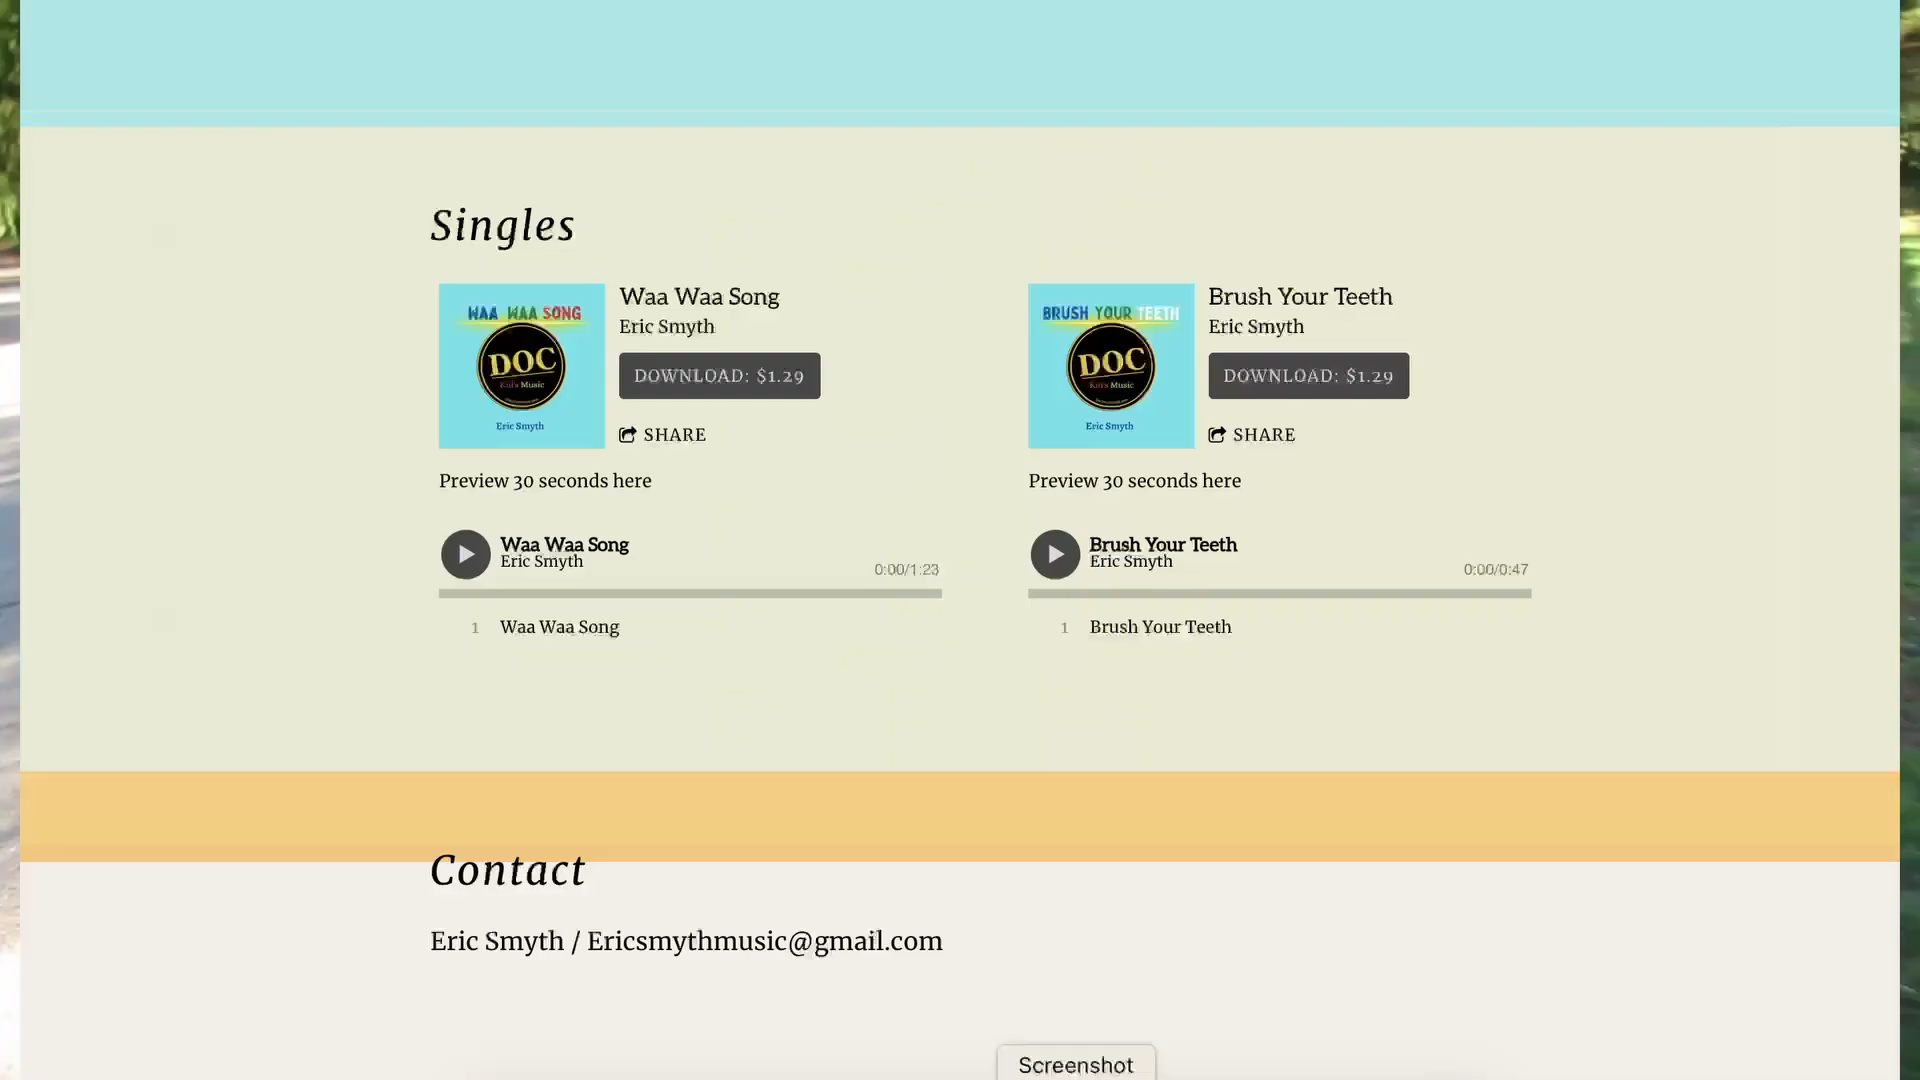 Singles
WAA WAA SONG
DOC
Kid's Music
Eric Smyth
Waa Waa Song
Eric Smyth
DOWNLOAD: $1.29
SHARE
Preview 30 seconds here
Waa Waa Song
Eric Smyth
0:00/1:23
1 Waa Waa Song
BRUSH YOUR TEETH
DOC
Kid's Music
Eric Smyth
Brush Your Teeth
Eric Smyth
DOWNLOAD: $1.29
SHARE
Preview 30 seconds here
Brush Your Teeth
Eric Smyth
0:00/0:47
1 Brush Your Teeth
Contact
Eric Smyth / Ericsmythmusic@gmail.com
Screenshot